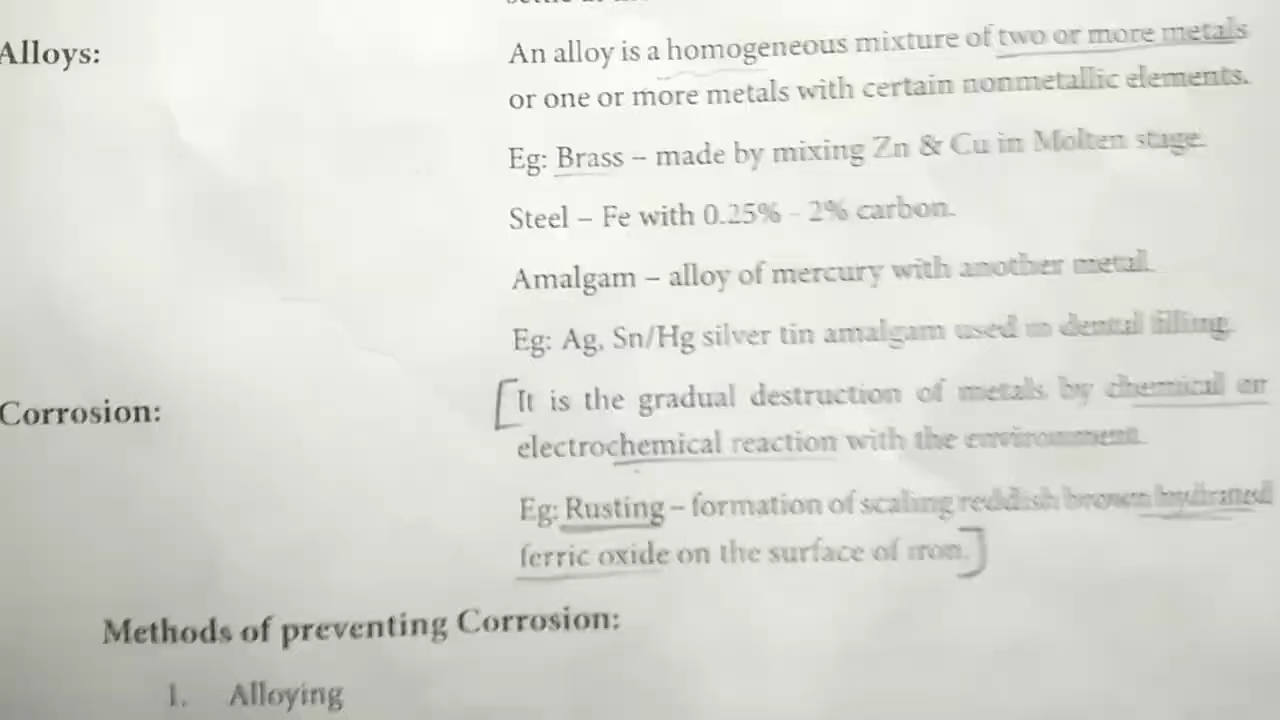 Alloys:
An alloy is a homogeneous mixture of two or more metals
or one or more metals with certain nonmetallic elements.
Eg: Brass – made by mixing Zn & Cu in Molten stage.
Steel – Fe with 0.25% - 2% carbon.
Amalgam – alloy of mercury with another metal.
Eg: Ag, Sn/Hg silver tin amalgam used in dental filling.
Corrosion:
It is the gradual destruction of metals by chemical or
electrochemical reaction with the environment.
Eg: Rusting – formation of scaling reddish brown hydrated
ferric oxide on the surface of iron.
Methods of preventing Corrosion:
1. Alloying